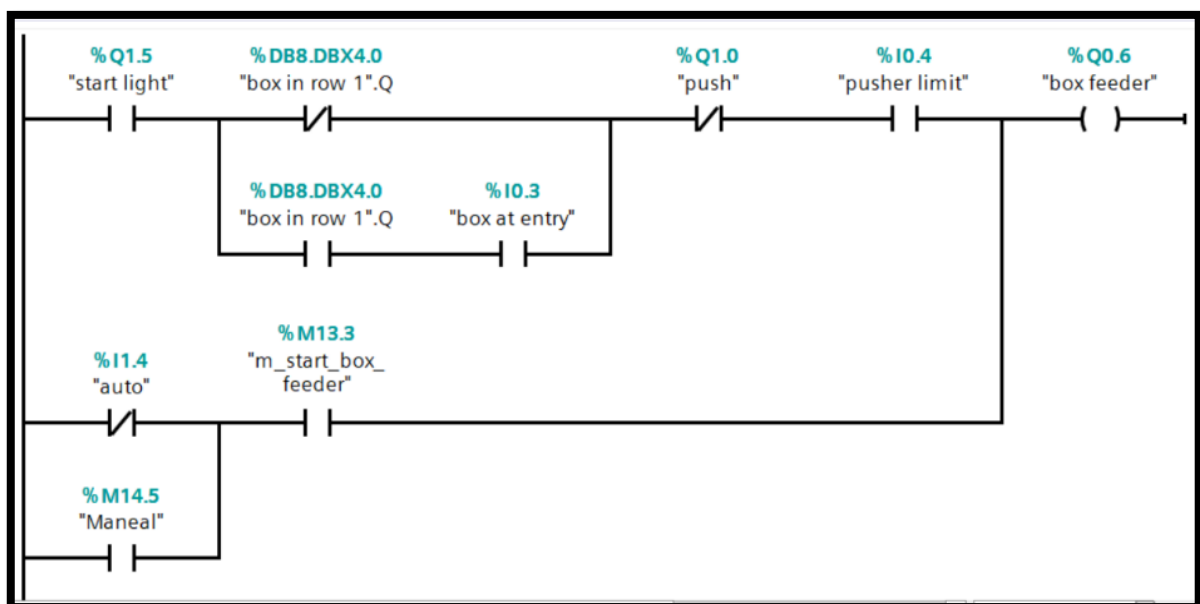 %Q1.5
"start light"
%DB8.DBX4.0
"box in row 1".Q
%Q1.0
"push"
%I0.4
"pusher limit"
%Q0.6
"box feeder"
%DB8.DBX4.0
"box in row 1".Q
%I0.3
"box at entry"
%I1.4
"auto"
%M13.3
"m_start_box_
feeder"
%M14.5
"Maneal"